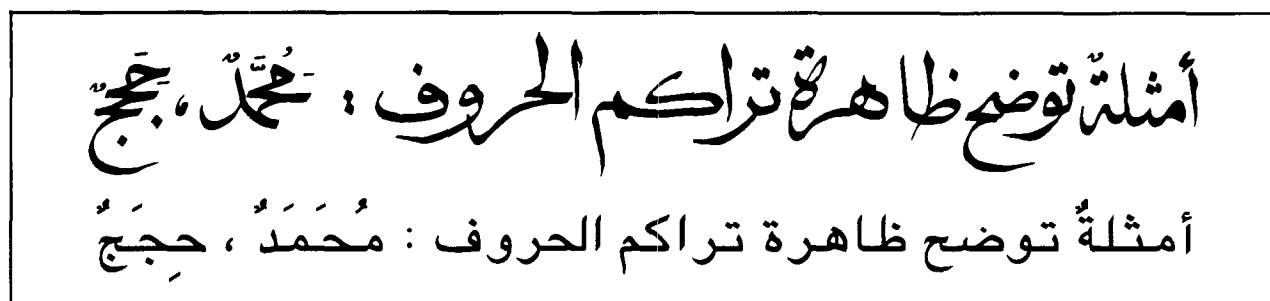 أمثلةٌ توضح ظاهرة تراكم الحروف : مُحَمَّدٌ ، حِجَجٌ
أمثلةٌ توضح ظاهرة تراكم الحروف : مُحَمَدٌ ، حِجَجٌ